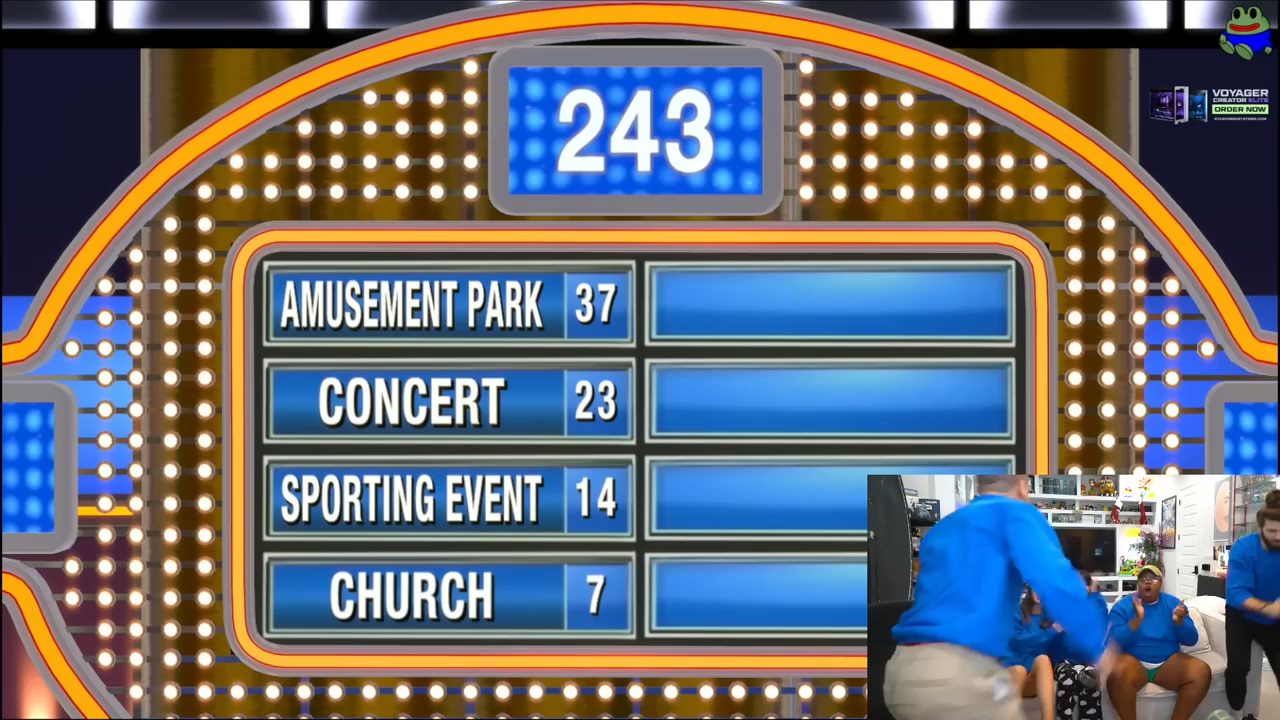 243
VOYAGER
CREATOR ELITE
ORDER NOW
AMUSEMENT PARK 37
CONCERT 23
SPORTING EVENT 14
CHURCH 7